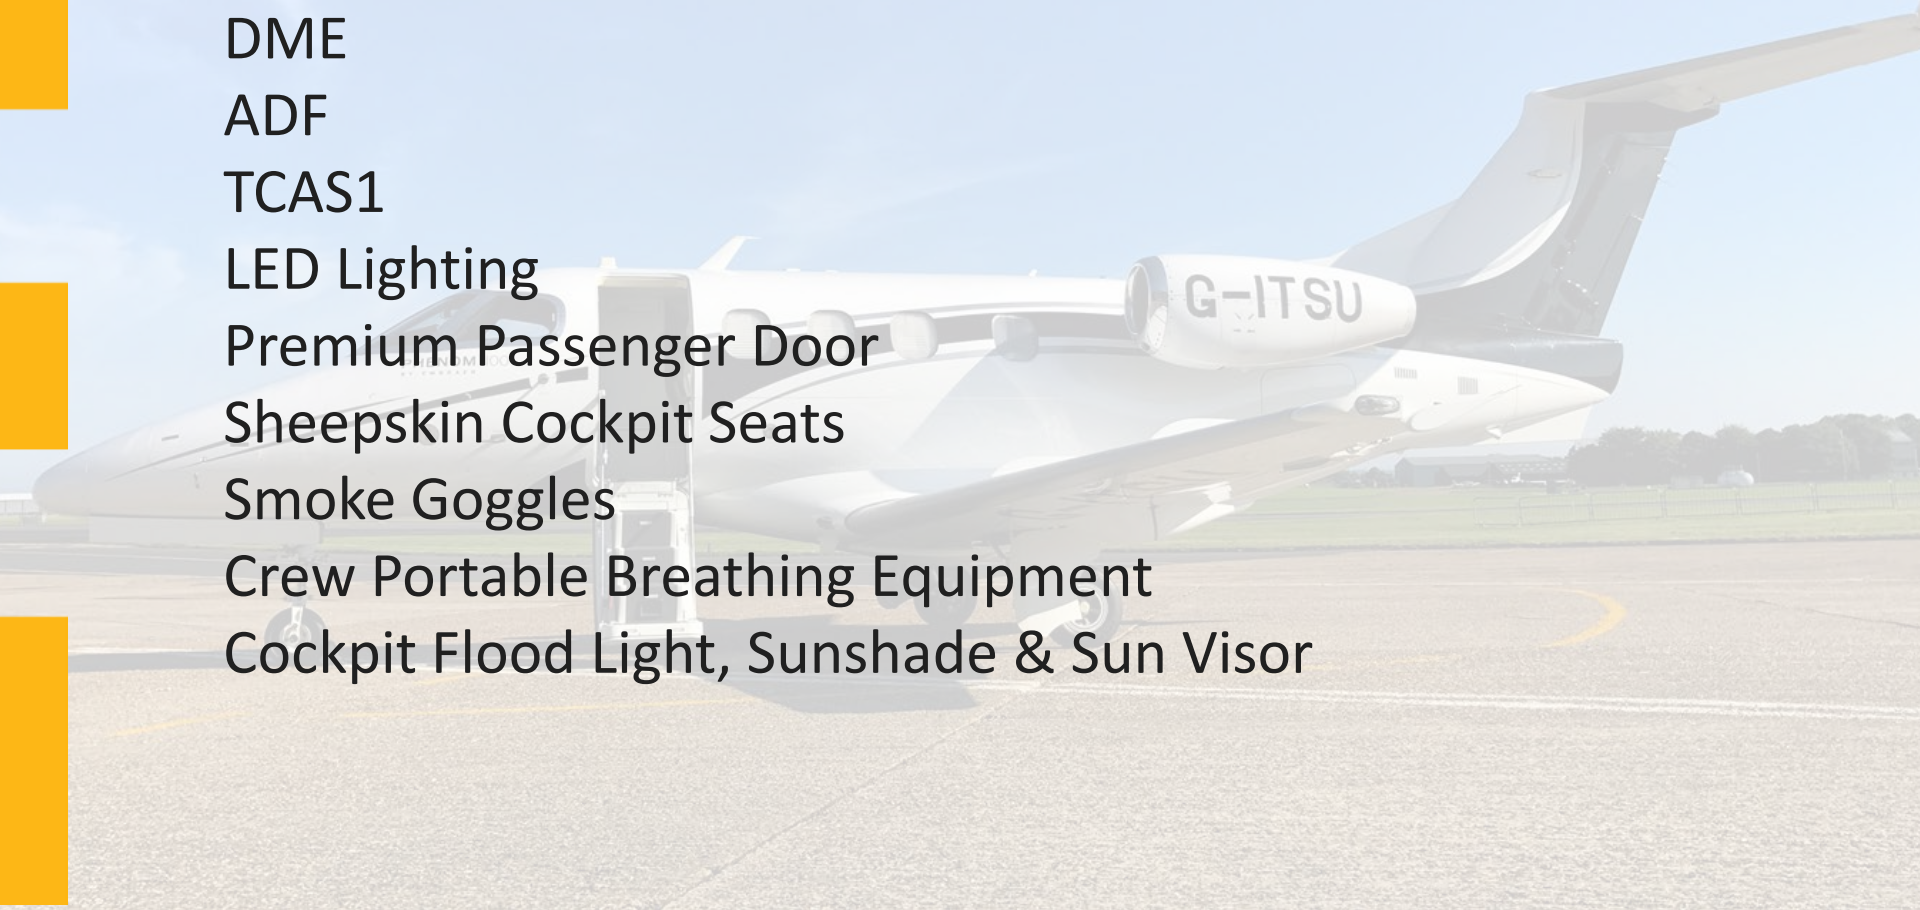 DME
ADF
TCAS1
LED Lighting
G-ITSU
Premium Passenger Door
PHENOM
Sheepskin Cockpit Seats
Smoke Goggles
Crew Portable Breathing Equipment
Cockpit Flood Light, Sunshade & Sun Visor